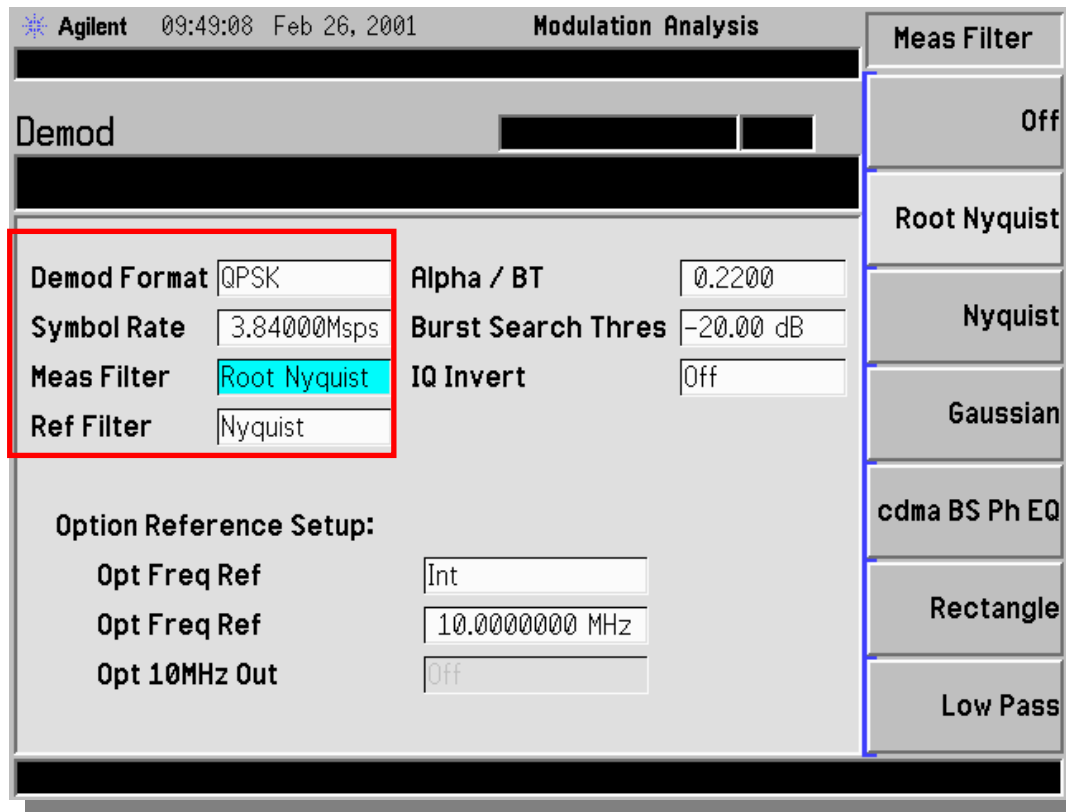 Agilent 09:49:08 Feb 26, 2001 Modulation Analysis
Meas Filter
Demod
Off
Root Nyquist
Nyquist
Gaussian
cdma BS Ph EQ
Rectangle
Low Pass
Demod Format QPSK
Symbol Rate 3.84000Msps
Meas Filter Root Nyquist
Ref Filter Nyquist
Alpha / BT 0.2200
Burst Search Thres -20.00 dB
IQ Invert Off
Option Reference Setup:
Opt Freq Ref Int
Opt Freq Ref 10.0000000 MHz
Opt 10MHz Out Off